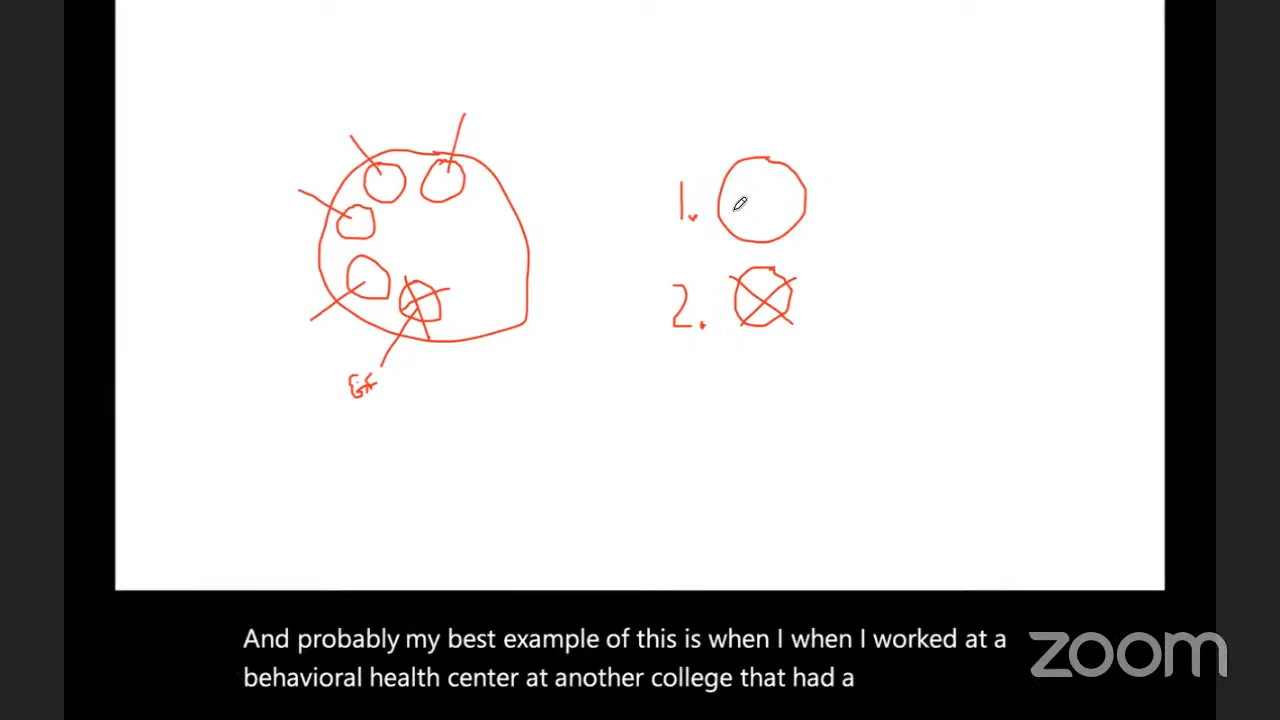 1.
2.
And probably my best example of this is when I when I worked at a
behavioral health center at another college that had a
zoom